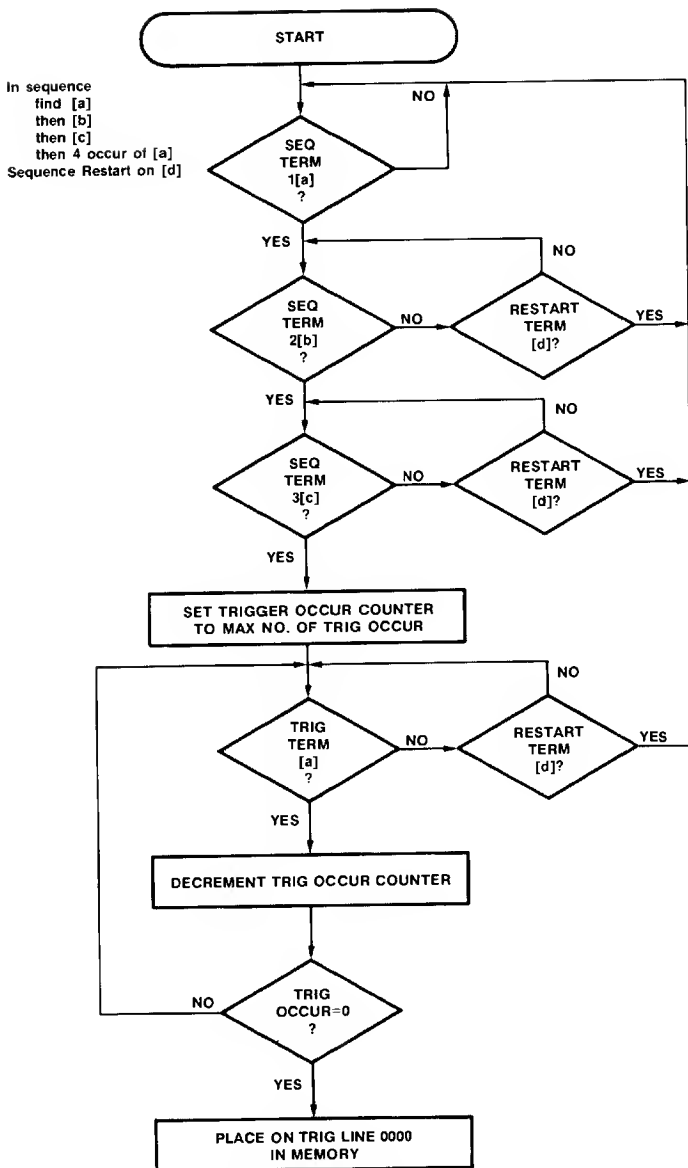 START
In sequence
find [a]
then [b]
then [c]
then 4 occur of [a]
Sequence Restart on [d]
NO
SEQ
TERM
1[a]
?
YES
NO
SEQ
TERM
2[b]
?
NO
RESTART
TERM
[d]?
YES
YES
NO
SEQ
TERM
3[c]
?
NO
RESTART
TERM
[d]?
YES
YES
SET TRIGGER OCCUR COUNTER
TO MAX NO. OF TRIG OCCUR
NO
TRIG
TERM
[a]
?
NO
RESTART
TERM
[d]?
YES
YES
DECREMENT TRIG OCCUR COUNTER
NO
TRIG
OCCUR=0
?
YES
PLACE ON TRIG LINE 0000
IN MEMORY